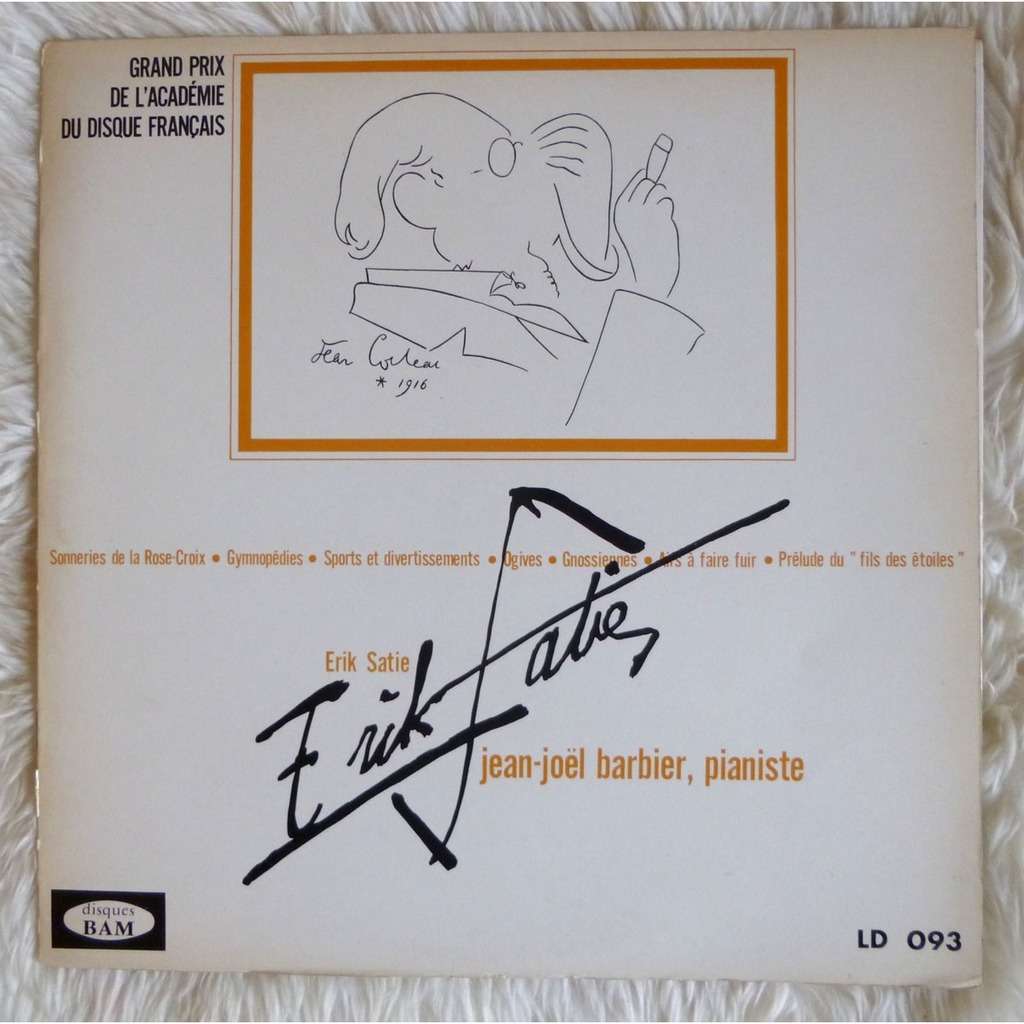 GRAND PRIX
DE L'ACADÉMIE
DU DISQUE FRANÇAIS
Jean Cocteau
* 1916
Sonneries de la Rose-Croix • Gymnopédies • Sports et divertissements • Ogives • Gnossiennes • Airs à faire fuir • Prélude du " fils des étoiles "
Erik Satie
Erik Satie
jean-joël barbier, pianiste
disques
BAM
LD 093